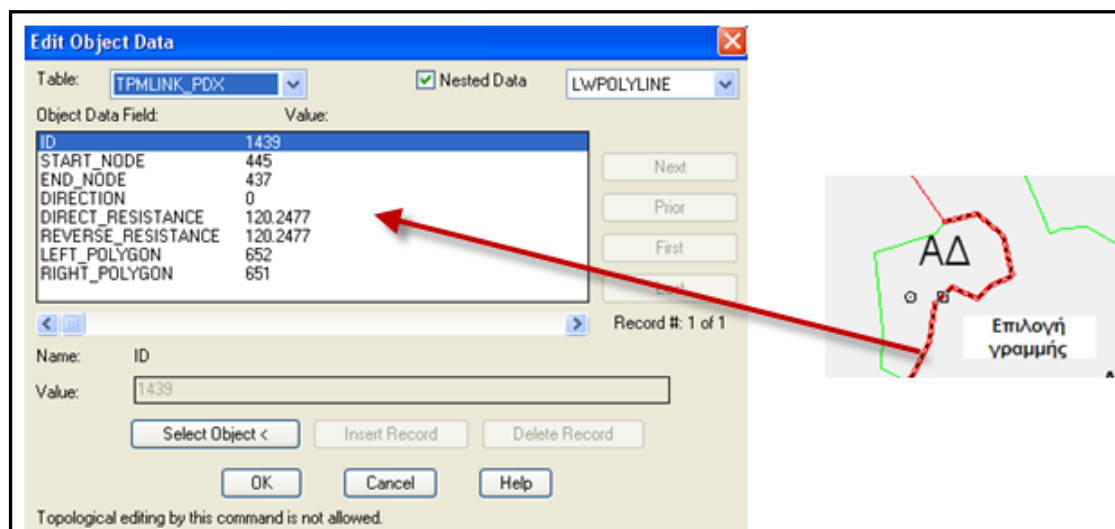 Edit Object Data
Table: TPMLINK_PDX Nested Data LWPOLYLINE
Object Data Field: Value:
ID 1439
START_NODE 445
END_NODE 437
DIRECTION 0
DIRECT_RESISTANCE 120.2477
REVERSE_RESISTANCE 120.2477
LEFT_POLYGON 652
RIGHT_POLYGON 651
Next
Prior
First
Last
Record #: 1 of 1
Name: ID
Value: 1439
Select Object < Insert Record Delete Record
OK Cancel Help
Topological editing by this command is not allowed.
ΑΔ
Επιλογή
γραμμής